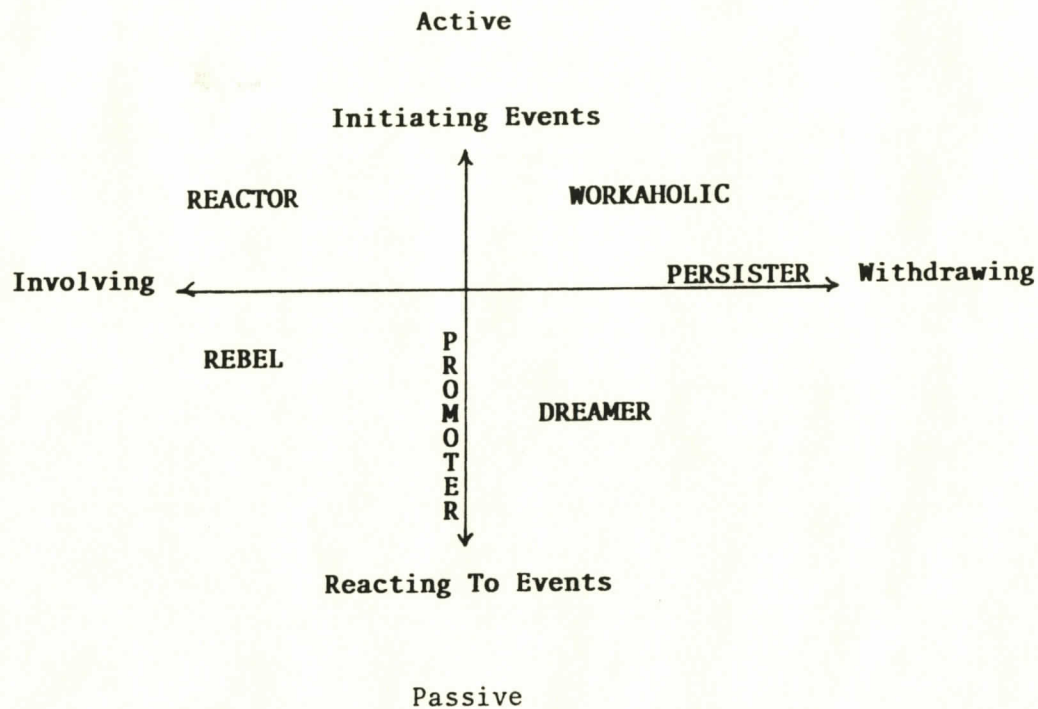 Active
Initiating Events
REACTOR
WORKAHOLIC
Involving
PERSISTER
Withdrawing
REBEL
PROMOTER
DREAMER
Reacting To Events
Passive